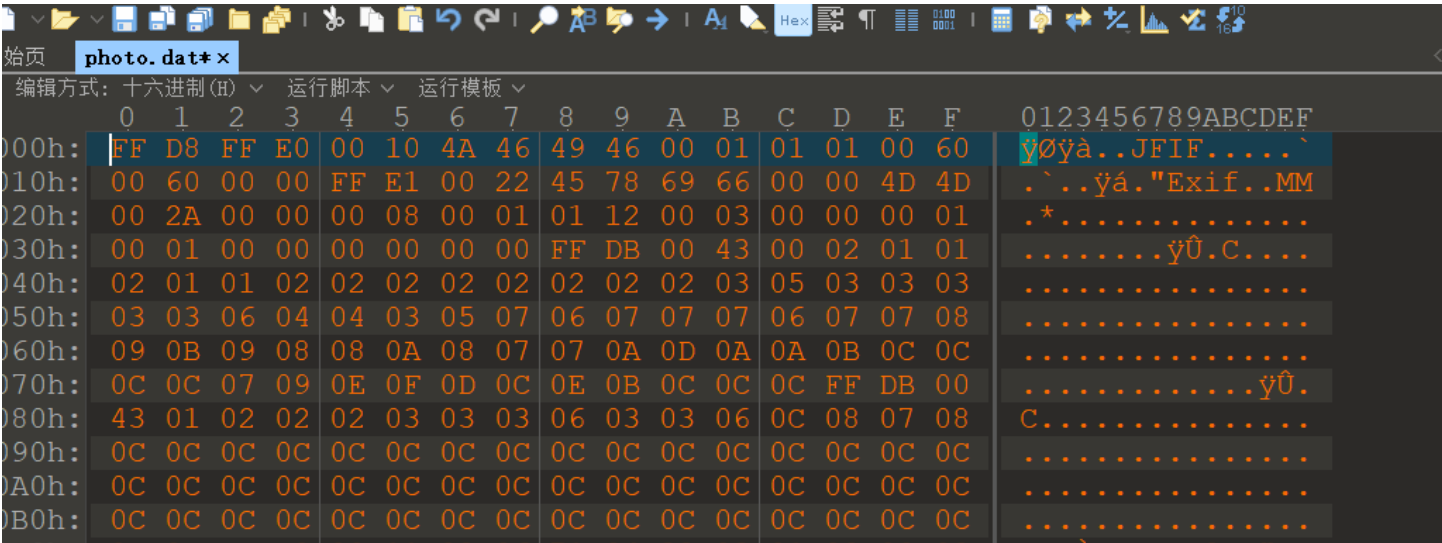 始页 photo.dat* ×
编辑方式: 十六进制(H) 运行脚本 运行模板
0 1 2 3 4 5 6 7 8 9 A B C D E F 0123456789ABCDEF
000h: FF D8 FF E0 00 10 4A 46 49 46 00 01 01 01 00 60 ÿØÿà..JFIF.....`
010h: 00 60 00 00 FF E1 00 22 45 78 69 66 00 00 4D 4D .`..ÿá."Exif..MM
020h: 00 2A 00 00 00 08 00 01 01 12 00 03 00 00 00 01 .*..............
030h: 00 01 00 00 00 00 00 00 FF DB 00 43 00 02 01 01 ........ÿÛ.C....
040h: 02 01 01 02 02 02 02 02 02 02 02 03 05 03 03 03 ................
050h: 03 03 06 04 04 03 05 07 06 07 07 07 06 07 07 08 ................
060h: 09 0B 09 08 08 0A 08 07 07 0A 0D 0A 0A 0B 0C 0C ................
070h: 0C 0C 07 09 0E 0F 0D 0C 0E 0B 0C 0C 0C FF DB 00 .............ÿÛ.
080h: 43 01 02 02 02 03 03 03 06 03 03 06 0C 08 07 08 C...............
090h: 0C 0C 0C 0C 0C 0C 0C 0C 0C 0C 0C 0C 0C 0C 0C 0C ................
0A0h: 0C 0C 0C 0C 0C 0C 0C 0C 0C 0C 0C 0C 0C 0C 0C 0C ................
0B0h: 0C 0C 0C 0C 0C 0C 0C 0C 0C 0C 0C 0C 0C 0C 0C 0C ................